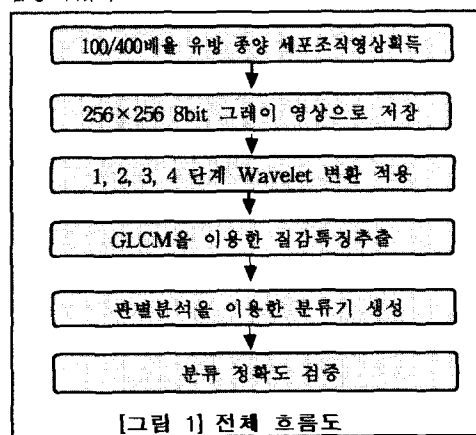 100/400배율 유방 종양 세포조직영상획득
256×256 8bit 그레이 영상으로 저장
1, 2, 3, 4 단계 Wavelet 변환 적용
GLCM을 이용한 질감특징추출
판별분석을 이용한 분류기 생성
분류 정확도 검증
[그림 1] 전체 흐름도